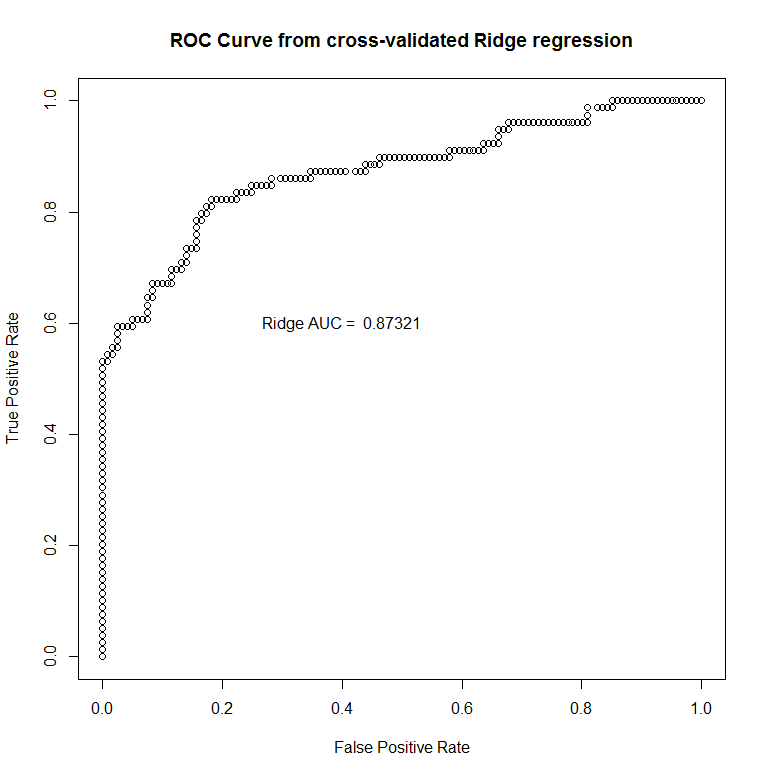 ROC Curve from cross-validated Ridge regression
True Positive Rate
1.0
0.8
0.6
0.4
0.2
0.0
Ridge AUC = 0.87321
0.0 0.2 0.4 0.6 0.8 1.0
False Positive Rate